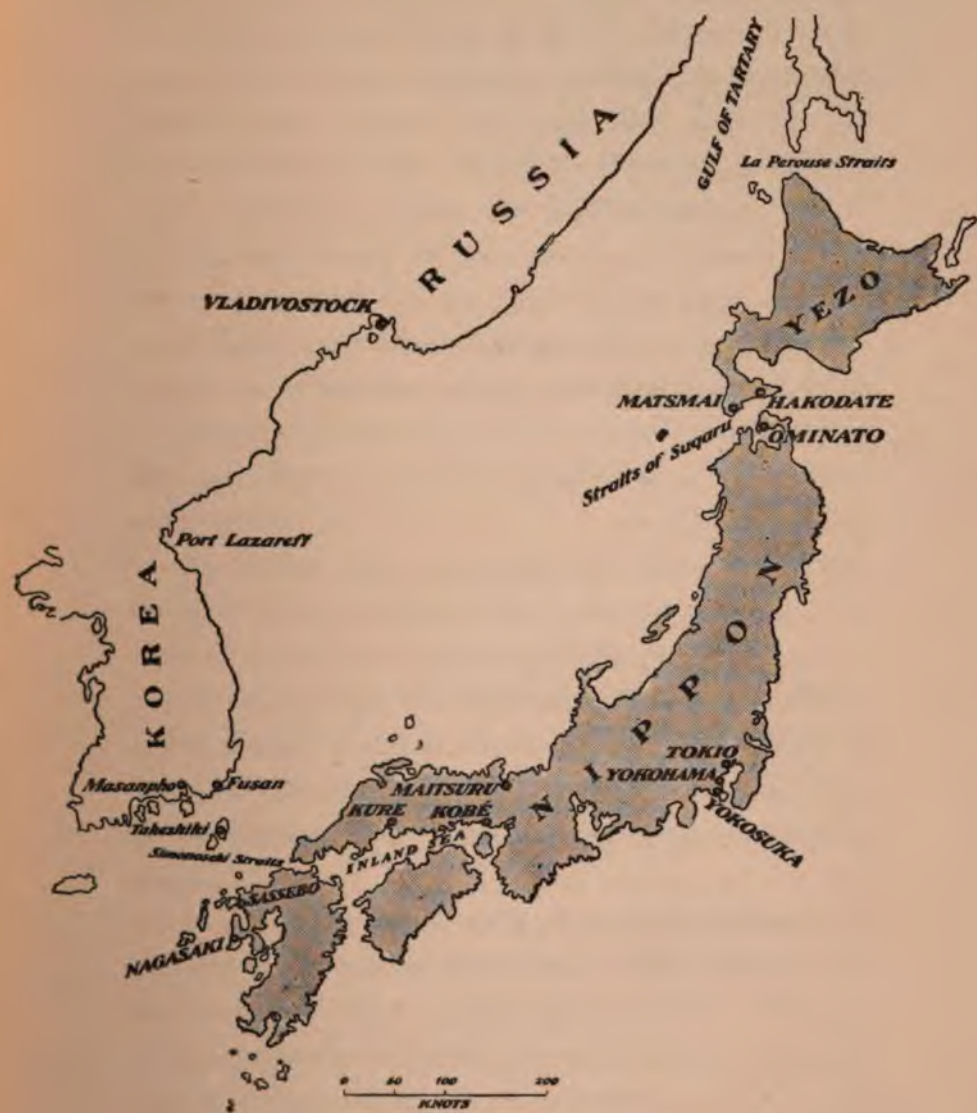 GULF OF TARTARY
RUSSIA
La Perouse Straits
VLADIVOSTOCK
YEZO
MATSMAI
HAKODATE
OMINATO
Straits of Sugaru
Port Lazareff
KOREA
NIPPON
TOKIO
YOKOHAMA
YOKOSUKA
MAITSURU
KURE
KOBÉ
INLAND SEA
Masanpho
Fusan
Takeshiki
Simonoseki Straits
SASSEBO
NAGASAKI
0 50 100 200
KNOTS